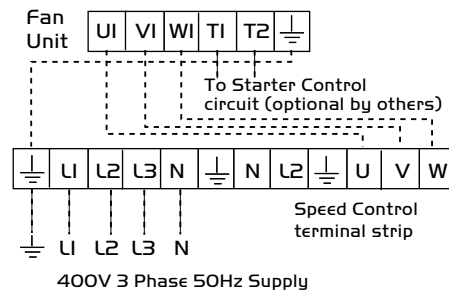 Fan
Unit
U1 V1 W1 T1 T2
To Starter Control
circuit (optional by others)
L1 L2 L3 N N L2 U V W
Speed Control
terminal strip
L1 L2 L3 N
400V 3 Phase 50Hz Supply